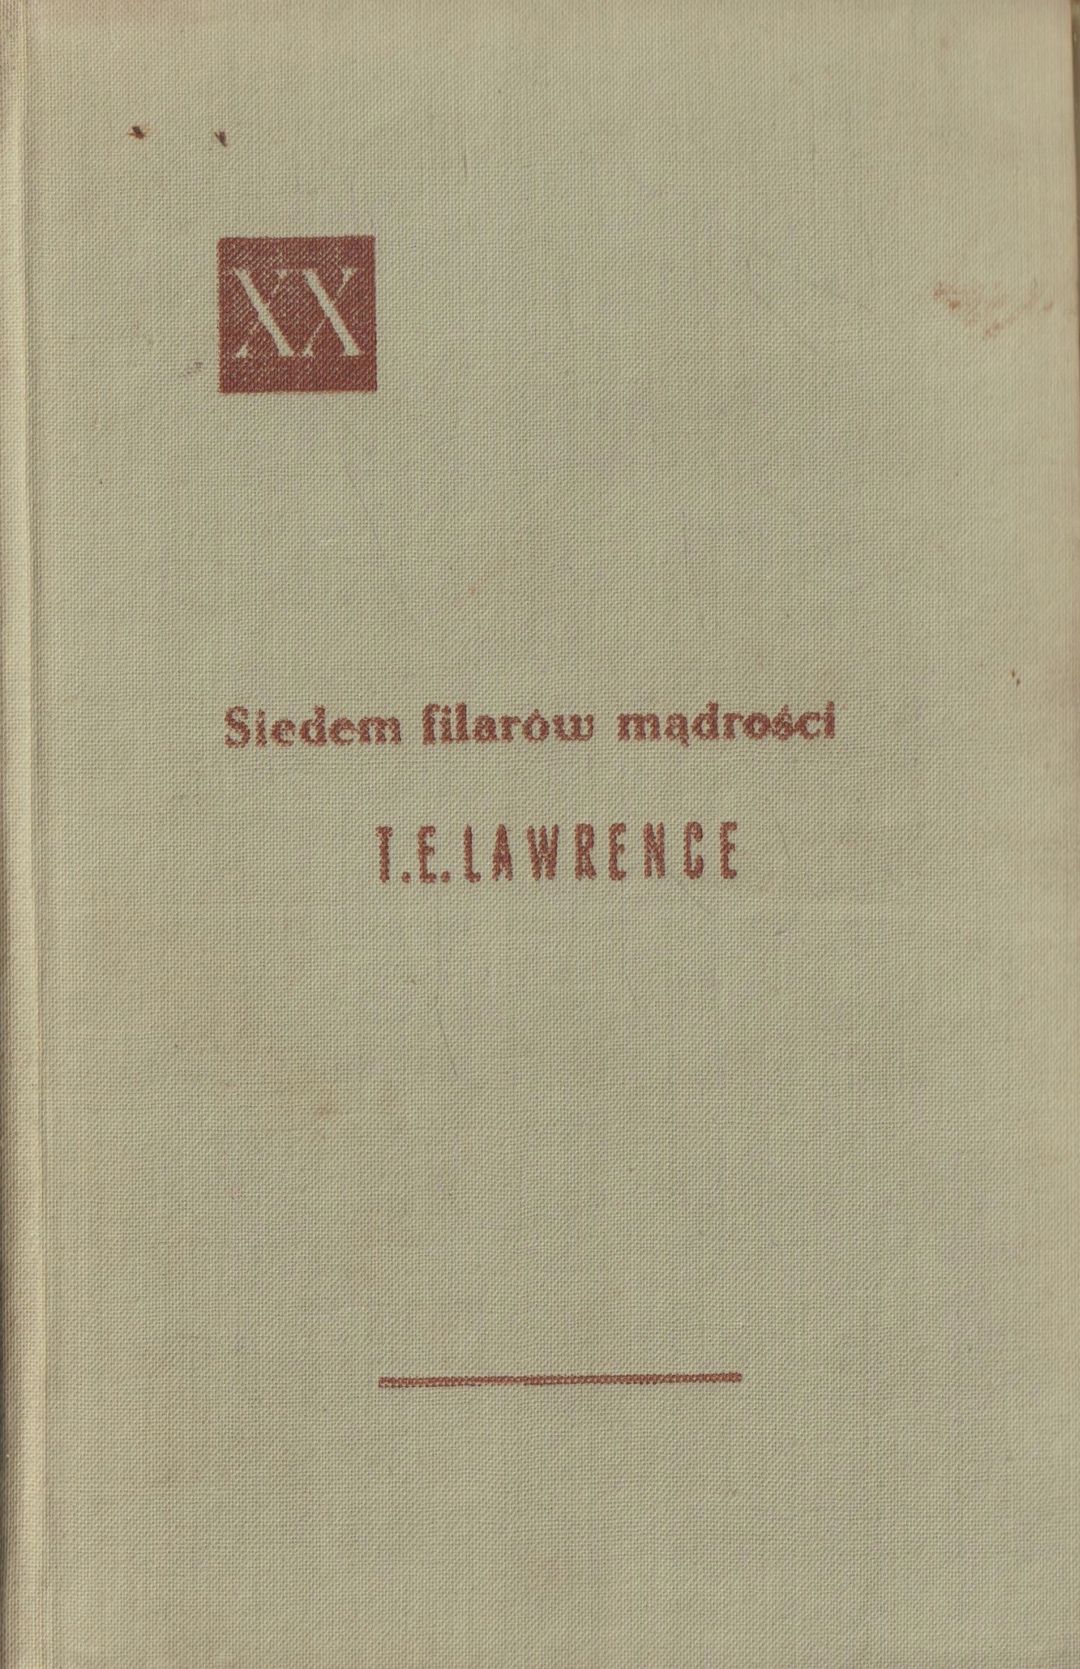 XX
Siedem filarów mądrości
T.E. LAWRENCE